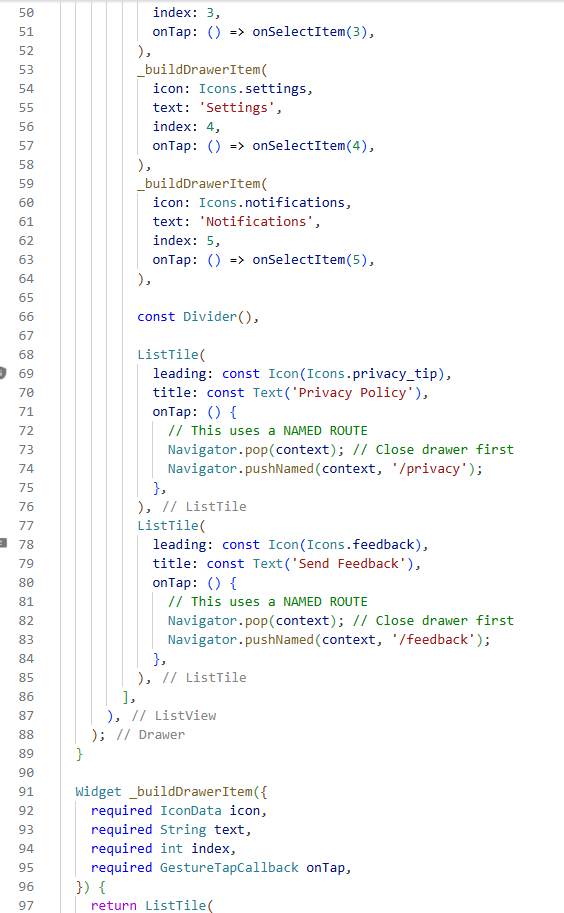 50 index: 3,
51 onTap: () => onSelectItem(3),
52 ),
53 _buildDrawerItem(
54 icon: Icons.settings,
55 text: 'Settings',
56 index: 4,
57 onTap: () => onSelectItem(4),
58 ),
59 _buildDrawerItem(
60 icon: Icons.notifications,
61 text: 'Notifications',
62 index: 5,
63 onTap: () => onSelectItem(5),
64 ),
65
66 const Divider(),
67
68 ListTile(
69 leading: const Icon(Icons.privacy_tip),
70 title: const Text('Privacy Policy'),
71 onTap: () {
72 // This uses a NAMED ROUTE
73 Navigator.pop(context); // Close drawer first
74 Navigator.pushNamed(context, '/privacy');
75 },
76 ), // ListTile
77 ListTile(
78 leading: const Icon(Icons.feedback),
79 title: const Text('Send Feedback'),
80 onTap: () {
81 // This uses a NAMED ROUTE
82 Navigator.pop(context); // Close drawer first
83 Navigator.pushNamed(context, '/feedback');
84 },
85 ), // ListTile
86 ],
87 ), // ListView
88 ); // Drawer
89 }
90
91 Widget _buildDrawerItem({
92 required IconData icon,
93 required String text,
94 required int index,
95 required GestureTapCallback onTap,
96 }) {
97 return ListTile(